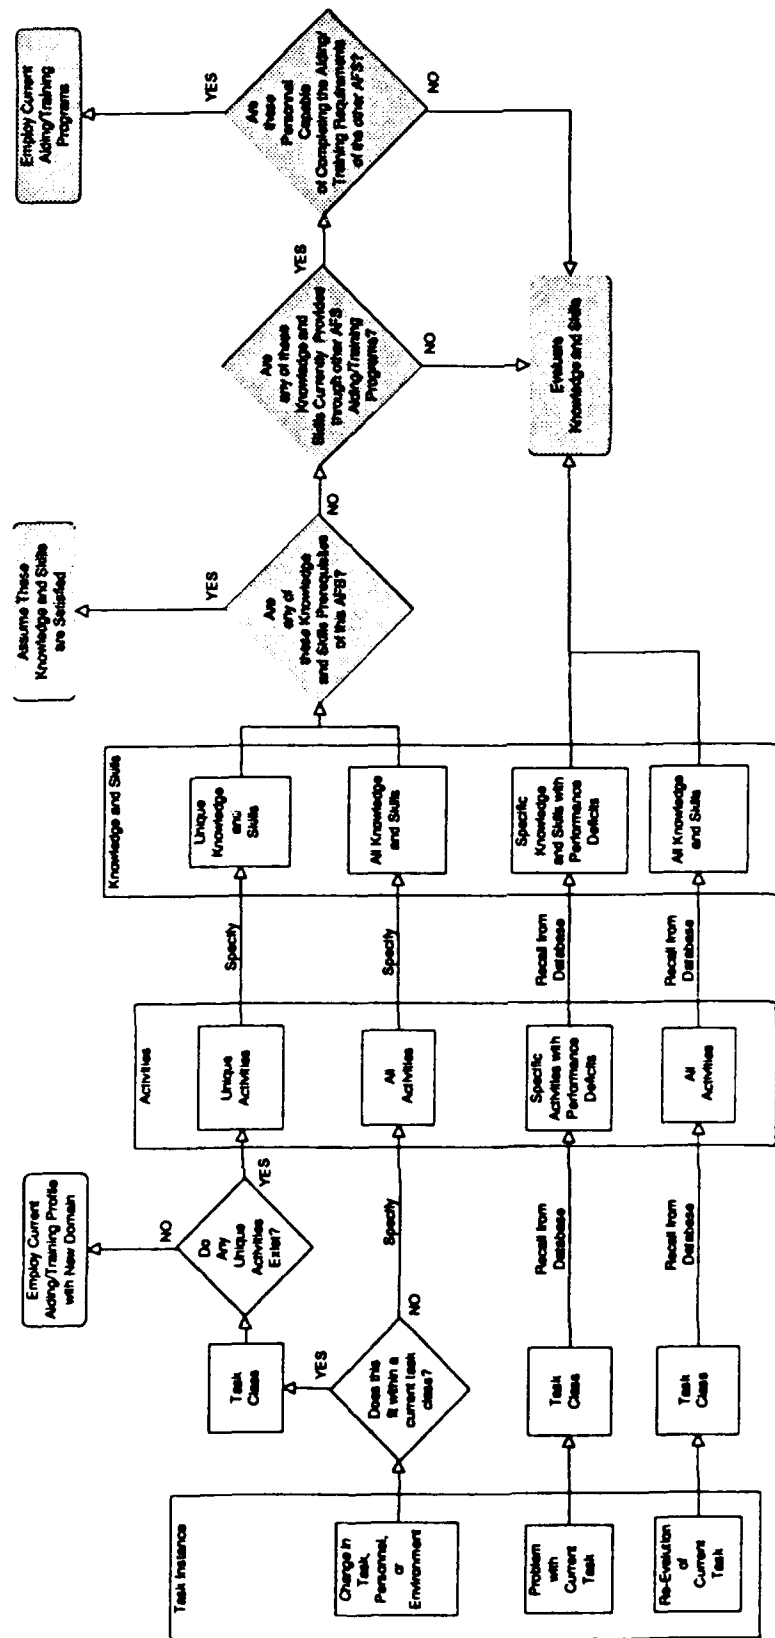 Task Instance
Change in
Task,
Personnel,
or
Environment
Problem
with
Current
Task
Re-Evalution
of
Current
Task
Does this
fit within a
current task
class?
YES
NO
Task
Class
Task
Class
Task
Class
Do
Any
Unique
Activities
Exist?
NO
YES
Employ Current
Aiding/Training Profile
with New Domain
Specify
Recall from
Database
Recall from
Database
Activities
Unique
Activities
All
Activities
Specific
Activities with
Performance
Deficits
All
Activities
Specify
Specify
Recall from
Database
Recall from
Database
Knowledge and Skills
Unique
Knowledge
and
Skills
All Knowledge
and Skills
Specific
Knowledge
and Skills with
Performance
Deficits
All Knowledge
and Skills
Assume These
Knowledge and Skills
are Satisfied
YES
Are
any of
these Knowledge
and Skills Prerequisites
of this AFS?
NO
Are
any of these
Knowledge and
Skills Currently Provided
through other AFS
Aiding/Training
Programs?
YES
NO
Evaluate
Knowledge and Skills
Employ Current
Aiding/Training
Programs
YES
Are
these
Personnel
Capable
of Completing the Aiding/
Training Requirements
of the other AFS?
NO